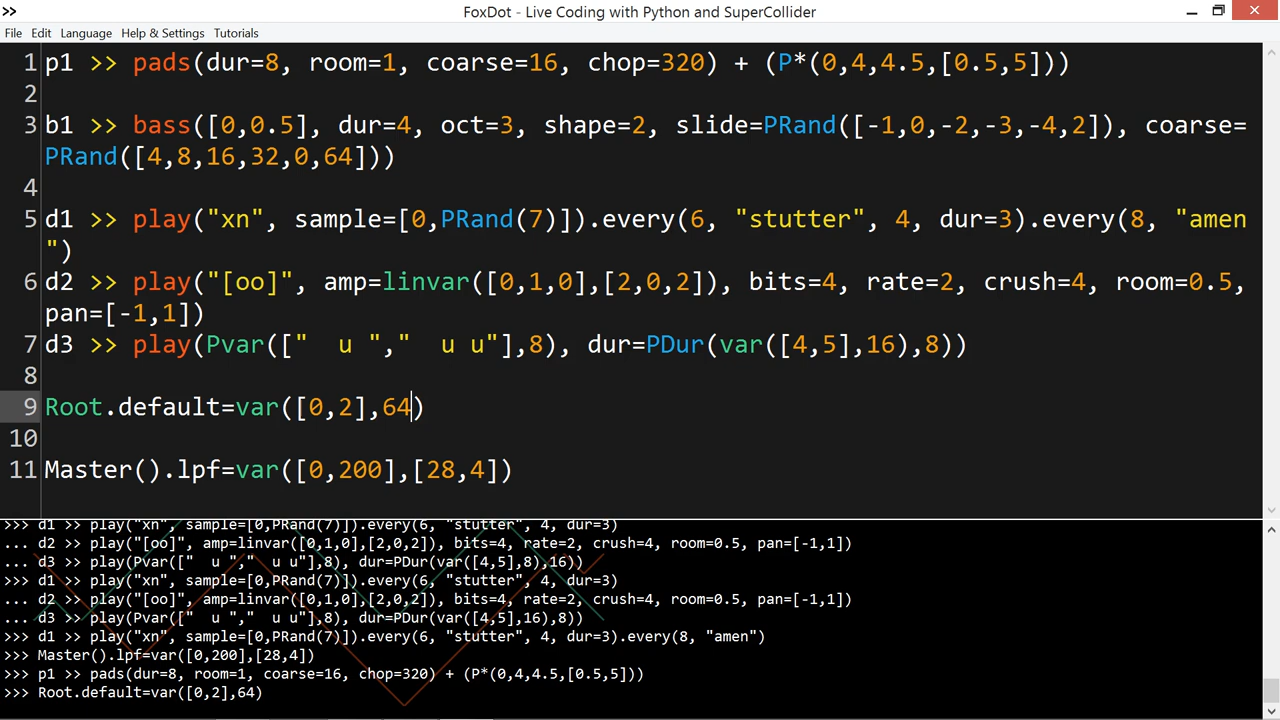 >>
FoxDot - Live Coding with Python and SuperCollider
File Edit Language Help & Settings Tutorials
1 p1 >> pads(dur=8, room=1, coarse=16, chop=320) + (P*(0,4,4.5,[0.5,5]))
2
3 b1 >> bass([0,0.5], dur=4, oct=3, shape=2, slide=PRand([-1,0,-2,-3,-4,2]), coarse=
PRand([4,8,16,32,0,64]))
4
5 d1 >> play("xn", sample=[0,PRand(7)]).every(6, "stutter", 4, dur=3).every(8, "amen
")
6 d2 >> play("[oo]", amp=linvar([0,1,0],[2,0,2]), bits=4, rate=2, crush=4, room=0.5,
pan=[-1,1])
7 d3 >> play(Pvar(["  u ","  u u"],8), dur=PDur(var([4,5],16),8))
8
9 Root.default=var([0,2],64)
10
11 Master().lpf=var([0,200],[28,4])
>>> d1 >> play("xn", sample=[0,PRand(7)]).every(6, "stutter", 4, dur=3)
... d2 >> play("[oo]", amp=linvar([0,1,0],[2,0,2]), bits=4, rate=2, crush=4, room=0.5, pan=[-1,1])
... d3 >> play(Pvar(["  u ","  u u"],8), dur=PDur(var([4,5],8),16))
>>> d1 >> play("xn", sample=[0,PRand(7)]).every(6, "stutter", 4, dur=3)
... d2 >> play("[oo]", amp=linvar([0,1,0],[2,0,2]), bits=4, rate=2, crush=4, room=0.5, pan=[-1,1])
... d3 >> play(Pvar(["  u ","  u u"],8), dur=PDur(var([4,5],16),8))
>>> d1 >> play("xn", sample=[0,PRand(7)]).every(6, "stutter", 4, dur=3).every(8, "amen")
>>> Master().lpf=var([0,200],[28,4])
>>> p1 >> pads(dur=8, room=1, coarse=16, chop=320) + (P*(0,4,4.5,[0.5,5]))
>>> Root.default=var([0,2],64)